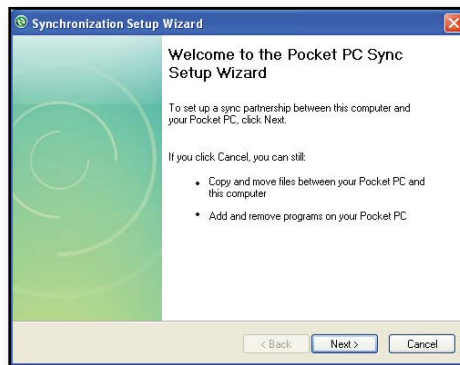 Synchronization Setup Wizard
Welcome to the Pocket PC Sync
Setup Wizard
To set up a sync partnership between this computer and
your Pocket PC, click Next.
If you click Cancel, you can still:
• Copy and move files between your Pocket PC and
this computer
• Add and remove programs on your Pocket PC
< Back Next > Cancel